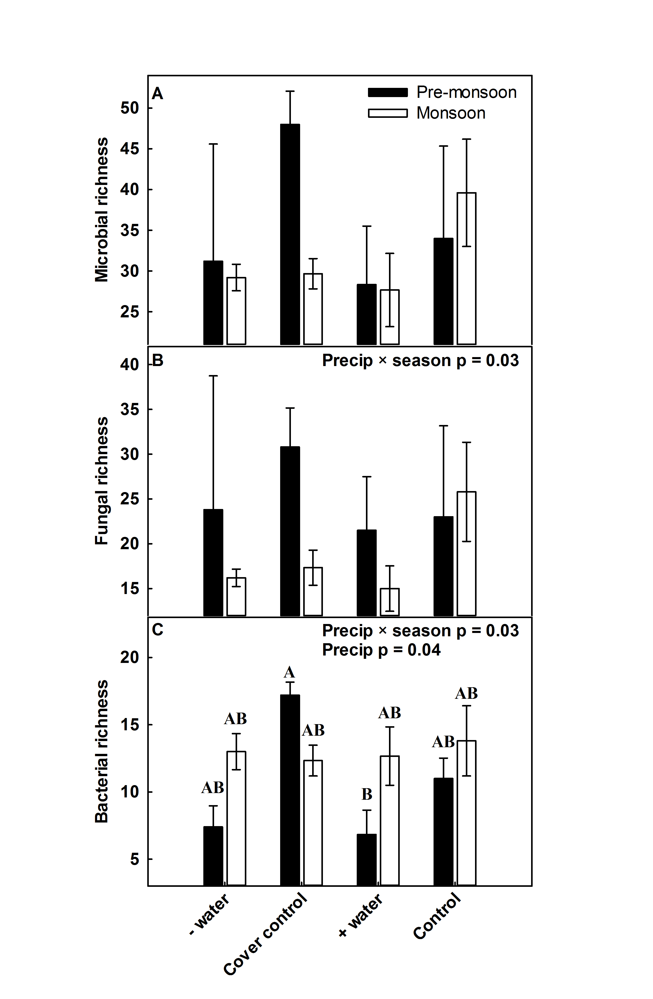 A
Pre-monsoon
Monsoon
50
45
40
35
30
25
Microbial richness
B
Precip × season p = 0.03
40
35
30
25
20
15
Fungal richness
C
Precip × season p = 0.03
Precip p = 0.04
20
15
10
5
Bacterial richness
AB
AB
A
AB
B
AB
AB
AB
- water
Cover control
+ water
Control